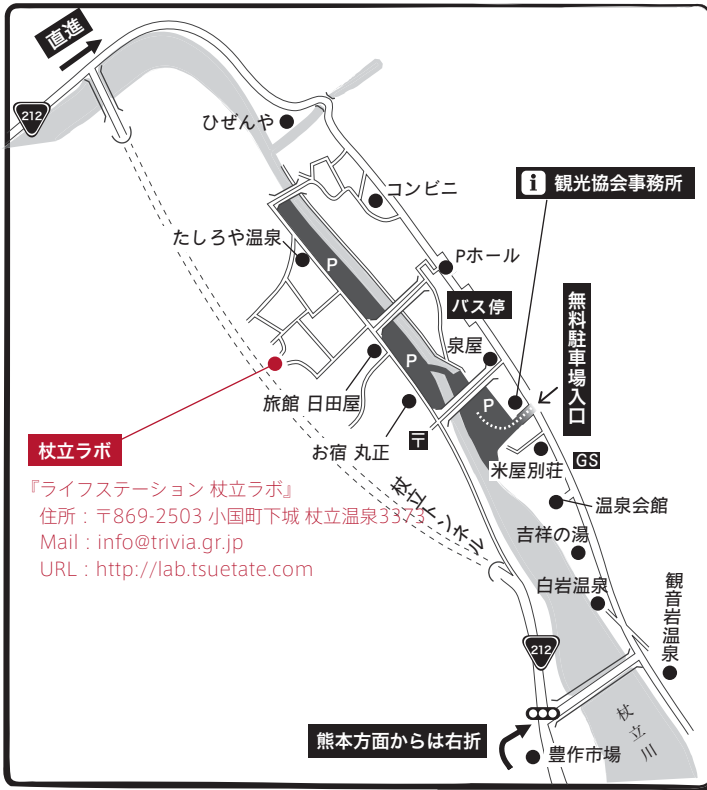 直進
212
ひぜんや
コンビニ
i 観光協会事務所
たしろや温泉
P
Pホール
バス停
無料駐車場入口
泉屋
P
旅館 日田屋
P
お宿 丸正
〒
杖立ラボ
米屋別荘
GS
『ライフステーション 杖立ラボ』
住所：〒869-2503 小国町下城 杖立温泉3373
Mail : info@trivia.gr.jp
URL : http://lab.tsuetate.com
杖立トンネル
温泉会館
吉祥の湯
白岩温泉
観音岩温泉
212
杖立川
熊本方面からは右折
豊作市場